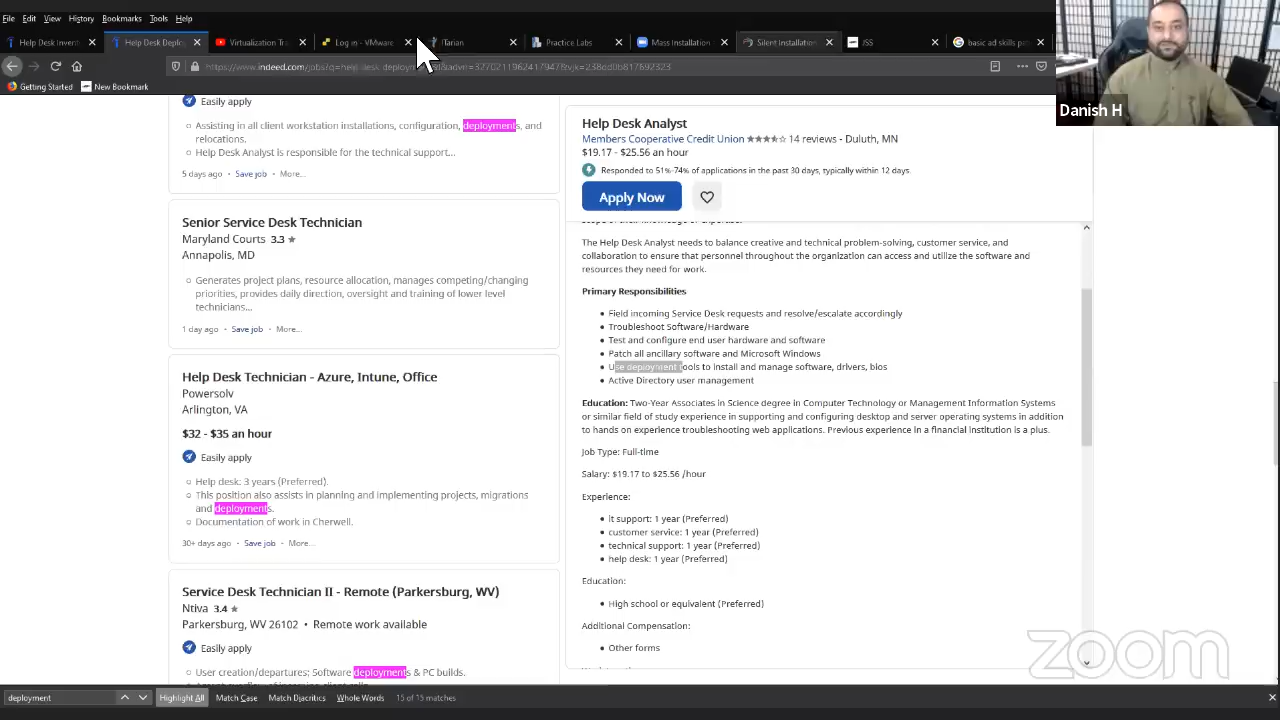 File Edit View History Bookmarks Tools Help
Help Desk Inven
Help Desk Deplo
Virtualization Tra
Log in - VMware
ITarian
Practice Labs
Mass Installation
Silent Installation
JSS
basic ad skills
https://www.indeed.com/jobs?q=help desk deployment
Getting Started New Bookmark
Danish H
Easily apply
Assisting in all client workstation installations, configuration, deployments, and
relocations.
Help Desk Analyst is responsible for the technical support...
5 days ago • Save job • More...
Senior Service Desk Technician
Maryland Courts 3.3 ★
Annapolis, MD
Generates project plans, resource allocation, manages competing/changing
priorities, provides daily direction, oversight and training of lower level
technicians...
1 day ago • Save job • More...
Help Desk Technician - Azure, Intune, Office
Powersolv
Arlington, VA
$32 - $35 an hour
Easily apply
Help desk: 3 years (Preferred).
This position also assists in planning and implementing projects, migrations
and deployments.
Documentation of work in Cherwell.
30+ days ago • Save job • More...
Service Desk Technician II - Remote (Parkersburg, WV)
Ntiva 3.4 ★
Parkersburg, WV 26102 • Remote work available
Easily apply
User creation/departures; Software deployments & PC builds.
Help Desk Analyst
Members Cooperative Credit Union 14 reviews - Duluth, MN
$19.17 - $25.56 an hour
Responded to 51%-74% of applications in the past 30 days, typically within 12 days.
Apply Now
The Help Desk Analyst needs to balance creative and technical problem-solving, customer service, and
collaboration to ensure that personnel throughout the organization can access and utilize the software and
resources they need for work.
Primary Responsibilities
Field incoming Service Desk requests and resolve/escalate accordingly
Troubleshoot Software/Hardware
Test and configure end user hardware and software
Patch all ancillary software and Microsoft Windows
Use deployment tools to install and manage software, drivers, bios
Active Directory user management
Education: Two-Year Associates in Science degree in Computer Technology or Management Information Systems
or similar field of study experience in supporting and configuring desktop and server operating systems in addition
to hands on experience troubleshooting web applications. Previous experience in a financial institution is a plus.
Job Type: Full-time
Salary: $19.17 to $25.56 /hour
Experience:
It support: 1 year (Preferred)
customer service: 1 year (Preferred)
technical support: 1 year (Preferred)
help desk: 1 year (Preferred)
Education:
High school or equivalent (Preferred)
Additional Compensation:
Other forms
zoom
deployment Highlight All Match Case Match Diacritics Whole Words 15 of 15 matches